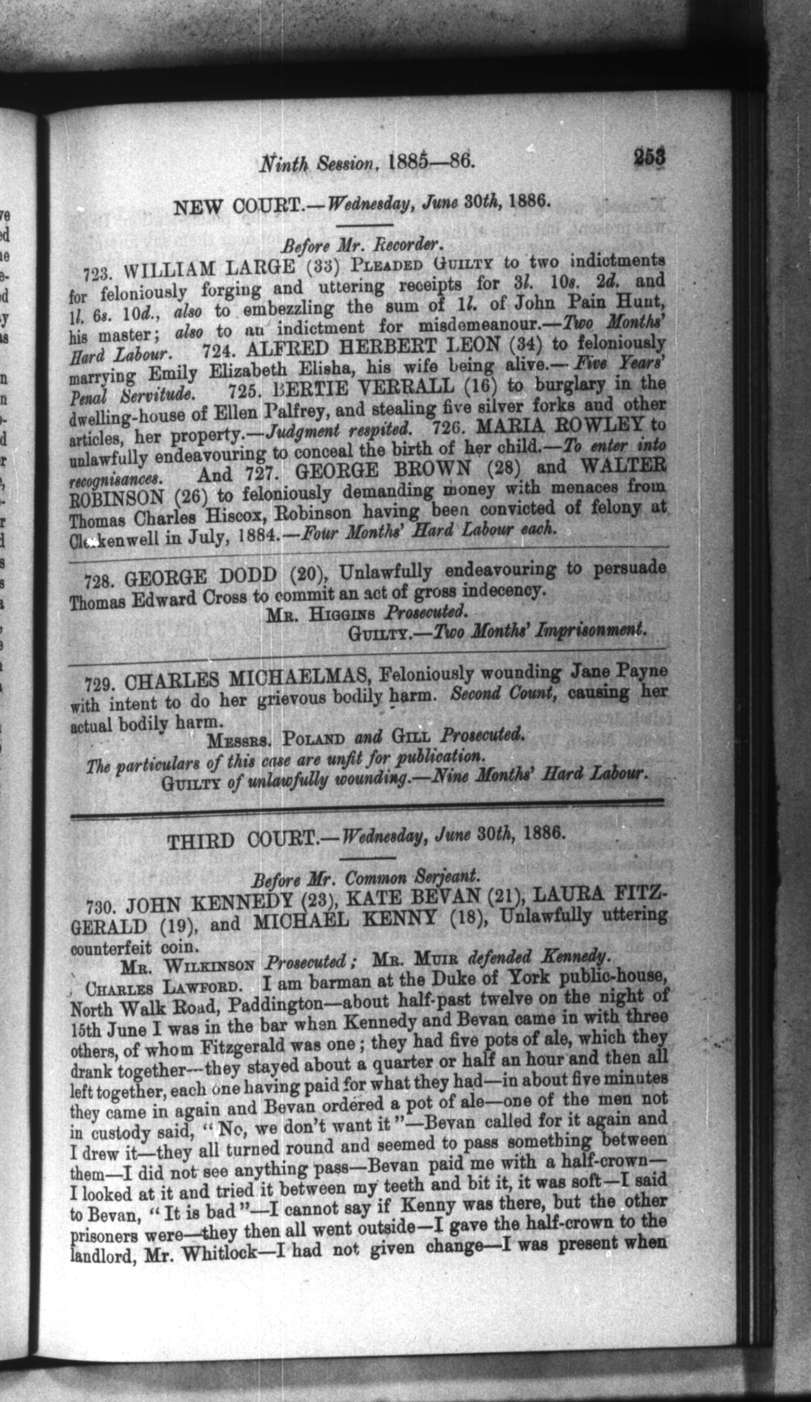 Ninth Session, 1885—86.
253
NEW COURT.—Wednesday, June 30th, 1886.
Before Mr. Recorder.
723. WILLIAM LARGE (33) PLEADED GUILTY to two indictments
for feloniously forging and uttering receipts for 3l. 10s. 2d. and
1l. 6s. 10d., also to embezzling the sum of 1l. of John Pain Hunt,
his master; also to an indictment for misdemeanour.—Two Months'
Hard Labour. 724. ALFRED HERBERT LEON (34) to feloniously
marrying Emily Elizabeth Elisha, his wife being alive.—Five Years'
Penal Servitude. 725. BERTIE VERRALL (16) to burglary in the
dwelling-house of Ellen Palfrey, and stealing five silver forks and other
articles, her property.—Judgment respited. 726. MARIA ROWLEY to
unlawfully endeavouring to conceal the birth of her child.—To enter into
recognisances. And 727. GEORGE BROWN (28) and WALTER
ROBINSON (26) to feloniously demanding money with menaces from
Thomas Charles Hiscox, Robinson having been convicted of felony at
Clerkenwell in July, 1884.—Four Months' Hard Labour each.
728. GEORGE DODD (20), Unlawfully endeavouring to persuade
Thomas Edward Cross to commit an act of gross indecency.
MR. HIGGINS Prosecuted.
GUILTY.—Two Months' Imprisonment.
729. CHARLES MICHAELMAS, Feloniously wounding Jane Payne
with intent to do her grievous bodily harm. Second Count, causing her
actual bodily harm.
MESSRS. POLAND and GILL Prosecuted.
The particulars of this case are unfit for publication.
GUILTY of unlawfully wounding.—Nine Months' Hard Labour.
THIRD COURT.—Wednesday, June 30th, 1886.
Before Mr. Common Serjeant.
730. JOHN KENNEDY (23), KATE BEVAN (21), LAURA FITZ-
GERALD (19), and MICHAEL KENNY (18), Unlawfully uttering
counterfeit coin.
MR. WILKINSON Prosecuted; MR. MUIR defended Kennedy.
CHARLES LAWFORD. I am barman at the Duke of York public-house,
North Walk Road, Paddington—about half-past twelve on the night of
15th June I was in the bar when Kennedy and Bevan came in with three
others, of whom Fitzgerald was one; they had five pots of ale, which they
drank together—they stayed about a quarter or half an hour and then all
left together, each one having paid for what they had—in about five minutes
they came in again and Bevan ordered a pot of ale—one of the men not
in custody said, "No, we don't want it"—Bevan called for it again and
I drew it—they all turned round and seemed to pass something between
them—I did not see anything pass—Bevan paid me with a half-crown—
I looked at it and tried it between my teeth and bit it, it was soft—I said
to Bevan, "It is bad"—I cannot say if Kenny was there, but the other
prisoners were—they then all went outside—I gave the half-crown to the
landlord, Mr. Whitlock—I had not given change—I was present when